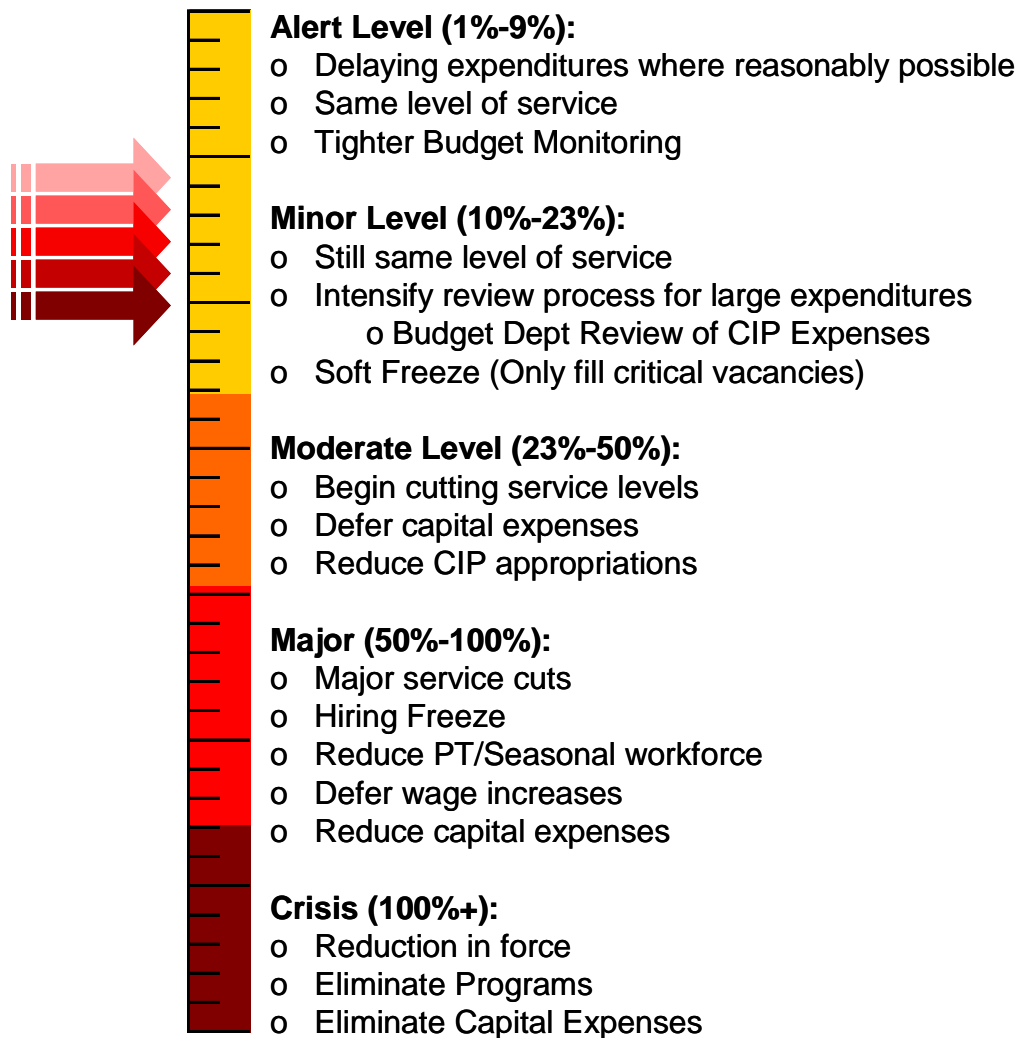 Alert Level (1%-9%):
o Delaying expenditures where reasonably possible
o Same level of service
o Tighter Budget Monitoring
Minor Level (10%-23%):
o Still same level of service
o Intensify review process for large expenditures
o Budget Dept Review of CIP Expenses
o Soft Freeze (Only fill critical vacancies)
Moderate Level (23%-50%):
o Begin cutting service levels
o Defer capital expenses
o Reduce CIP appropriations
Major (50%-100%):
o Major service cuts
o Hiring Freeze
o Reduce PT/Seasonal workforce
o Defer wage increases
o Reduce capital expenses
Crisis (100%+):
o Reduction in force
o Eliminate Programs
o Eliminate Capital Expenses